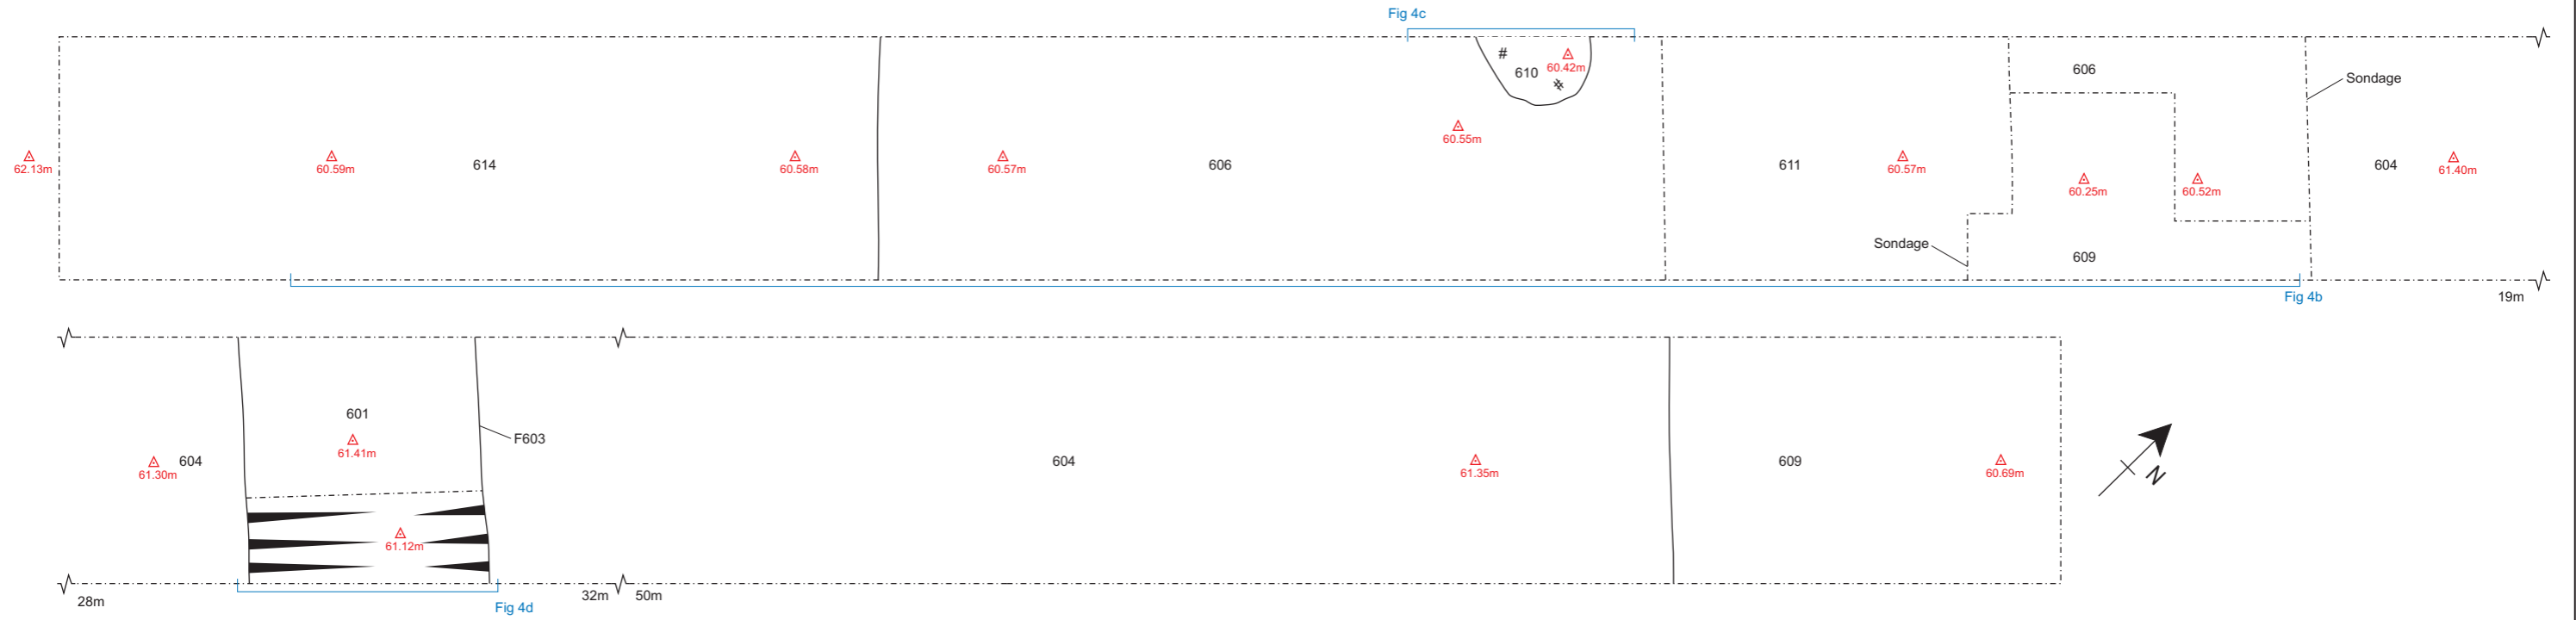 Fig 4c
#
610
60.42m
#
606
Sondage
60.55m
62.13m
60.59m
614
60.58m
60.57m
606
611
60.57m
60.25m
60.52m
604
61.40m
Sondage
609
Fig 4b
19m
601
61.41m
F603
61.30m
604
604
61.35m
609
60.69m
N
61.12m
28m
32m
50m
Fig 4d